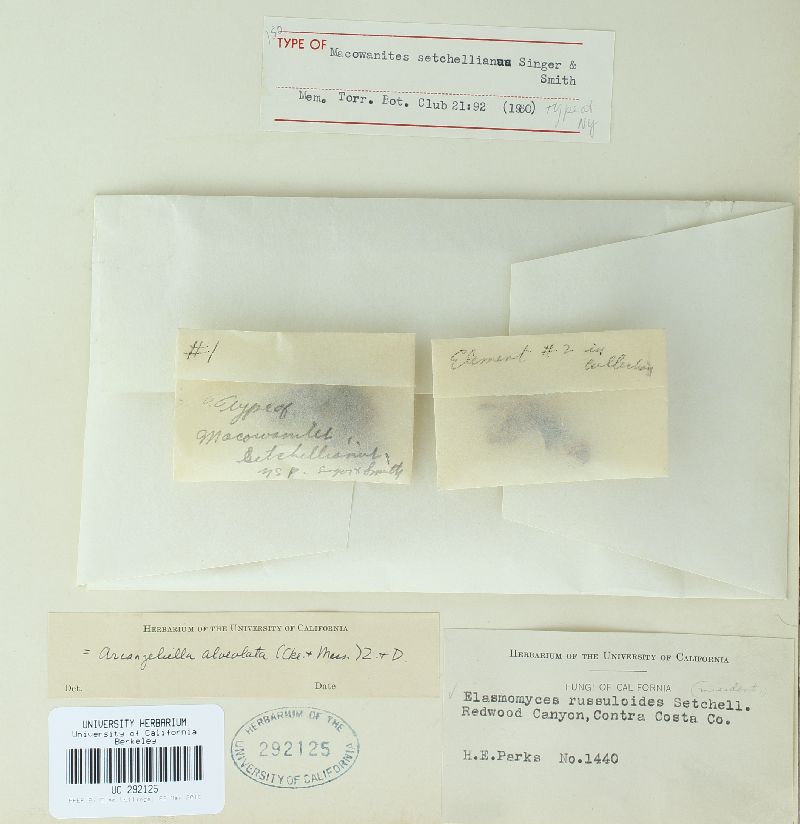 TYPE OF Macowanites setchellianus Singer &
Smith
Mem. Torr. Bot. Club 21:92 (1960) type at
NY
#1
Type of
Macowanites
Setchellianus
n sp. Singer & Smith
Element #2 in
collection
HERBARIUM OF THE UNIVERSITY OF CALIFORNIA
= Arcangeliella alveolata (Cke. + Mass.) Z. + D.
Det.
Date
UNIVERSITY HERBARIUM
University of California
Berkeley
UC 292125
HERBARIUM OF THE
292125
UNIVERSITY OF CALIFORNIA
HERBARIUM OF THE UNIVERSITY OF CALIFORNIA
FUNGI OF CALIFORNIA
Elasmomyces russuloides Setchell.
Redwood Canyon, Contra Costa Co.
H.E.Parks No.1440